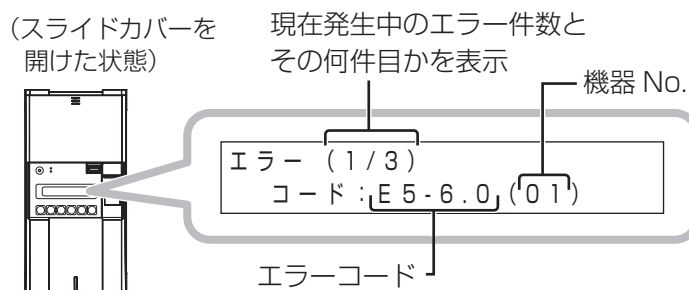 （スライドカバーを
開けた状態）
現在発生中のエラー件数と
その何件目かを表示
機器 No.
エラー (1/3)
コード:E5-6.0(01)
エラーコード